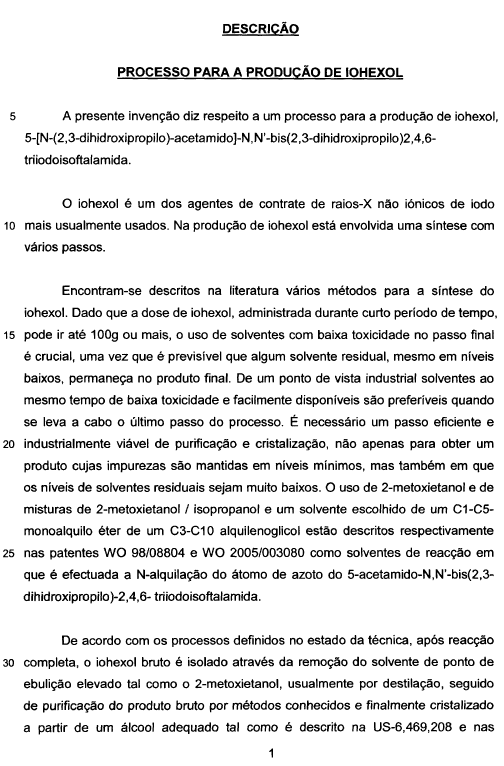 DESCRIÇÃO
PROCESSO PARA A PRODUÇÃO DE IOHEXOL
5 A presente invenção diz respeito a um processo para a produção de iohexol,
5-[N-(2,3-dihidroxipropilo)-acetamido]-N,N'-bis(2,3-dihidroxipropilo)2,4,6-
triiodoisoftalamida.
O iohexol é um dos agentes de contrate de raios-X não iónicos de iodo
10 mais usualmente usados. Na produção de iohexol está envolvida uma síntese com
vários passos.
Encontram-se descritos na literatura vários métodos para a síntese do
iohexol. Dado que a dose de iohexol, administrada durante curto período de tempo,
15 pode ir até 100g ou mais, o uso de solventes com baixa toxicidade no passo final
é crucial, uma vez que é previsível que algum solvente residual, mesmo em níveis
baixos, permaneça no produto final. De um ponto de vista industrial solventes ao
mesmo tempo de baixa toxicidade e facilmente disponíveis são preferíveis quando
se leva a cabo o último passo do processo. É necessário um passo eficiente e
20 industrialmente viável de purificação e cristalização, não apenas para obter um
produto cujas impurezas são mantidas em níveis mínimos, mas também em que
os níveis de solventes residuais sejam muito baixos. O uso de 2-metoxietanol e de
misturas de 2-metoxietanol / isopropanol e um solvente escolhido de um C1-C5-
monoalquilo éter de um C3-C10 alquilenoglicol estão descritos respectivamente
25 nas patentes WO 98/08804 e WO 2005/003080 como solventes de reacção em
que é efectuada a N-alquilação do átomo de azoto do 5-acetamido-N,N'-bis(2,3-
dihidroxipropilo)-2,4,6- triiodoisoftalamida.
De acordo com os processos definidos no estado da técnica, após reacção
30 completa, o iohexol bruto é isolado através da remoção do solvente de ponto de
ebulição elevado tal como o 2-metoxietanol, usualmente por destilação, seguido
de purificação do produto bruto por métodos conhecidos e finalmente cristalizado
a partir de um álcool adequado tal como é descrito na US-6,469,208 e nas
1